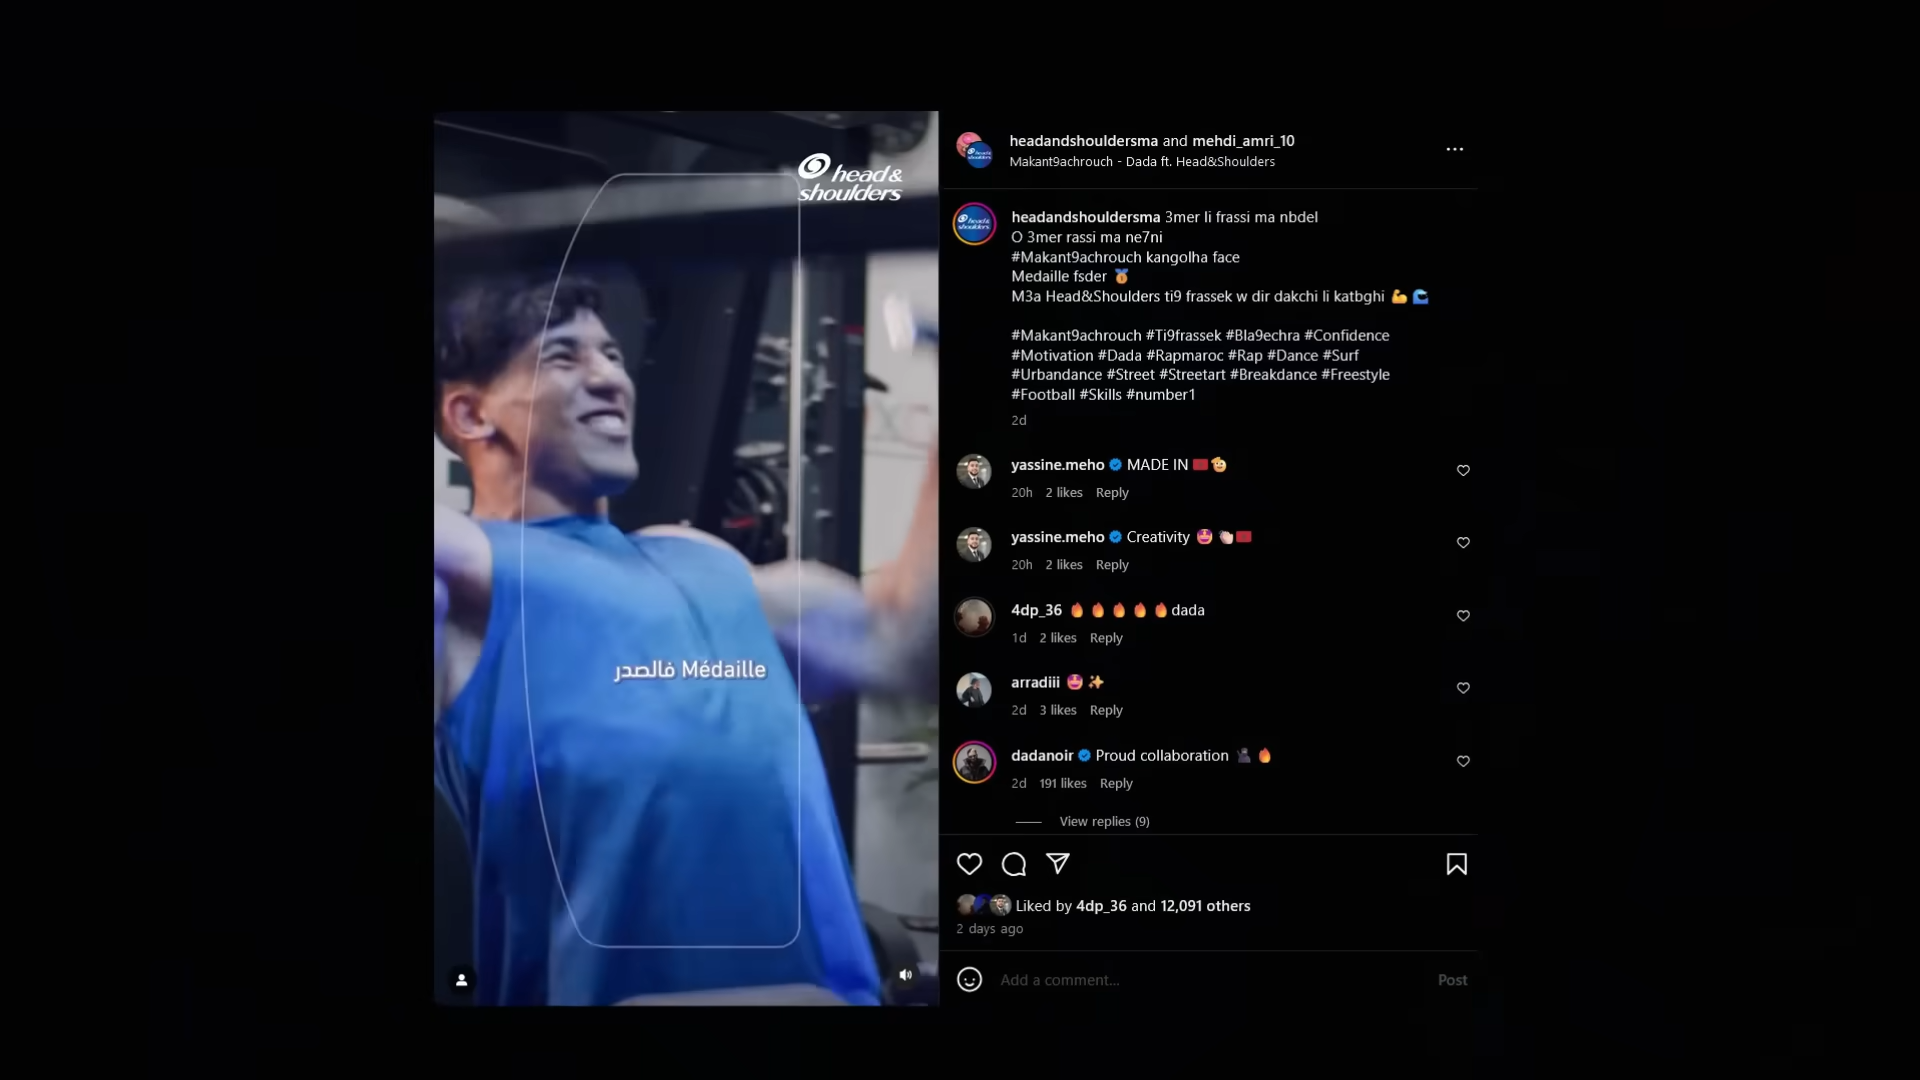 head&
shoulders
فالصدر Médaille
headandshouldersma and mehdi_amri_10
Makant9achrouch - Dada ft. Head&Shoulders
headandshouldersma 3mer li frassi ma nbdel
O 3mer rassi ma ne7ni
#Makant9achrouch kangolha face
Medaille fsder 🏅
M3a Head&Shoulders ti9 frassek w dir dakchi li katbghi 💪🌊
#Makant9achrouch #Ti9frassek #Bla9echra #Confidence
#Motivation #Dada #Rapmaroc #Rap #Dance #Surf
#Urbandance #Street #Streetart #Breakdance #Freestyle
#Football #Skills #number1
2d
yassine.meho MADE IN 🇲🇦🫡
20h 2 likes Reply
yassine.meho Creativity 🤩👏🏻🇲🇦
20h 2 likes Reply
4dp_36 🔥🔥🔥🔥🔥dada
1d 2 likes Reply
arradiii 🤩✨
2d 3 likes Reply
dadanoir Proud collaboration 🦍🔥
2d 191 likes Reply
View replies (9)
Liked by 4dp_36 and 12,091 others
2 days ago
Add a comment...
Post